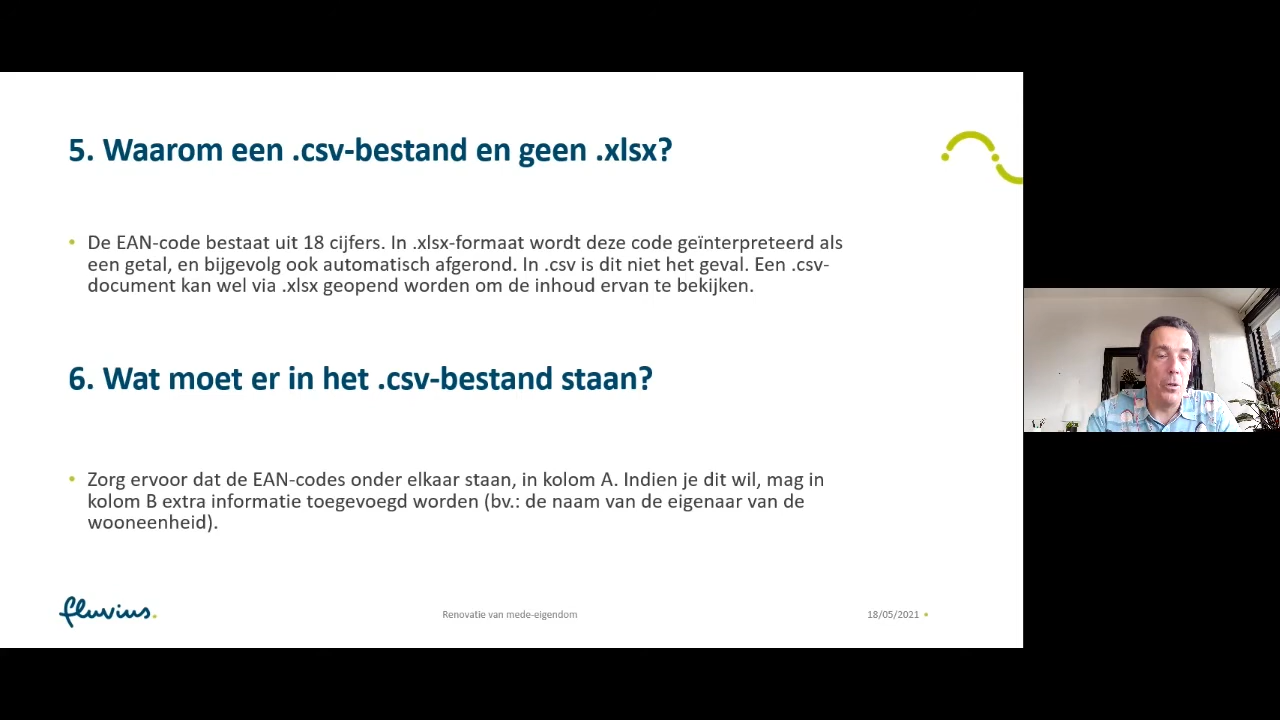 5. Waarom een .csv-bestand en geen .xlsx?
• De EAN-code bestaat uit 18 cijfers. In .xlsx-formaat wordt deze code geïnterpreteerd als
een getal, en bijgevolg ook automatisch afgerond. In .csv is dit niet het geval. Een .csv-
document kan wel via .xlsx geopend worden om de inhoud ervan te bekijken.
6. Wat moet er in het .csv-bestand staan?
• Zorg ervoor dat de EAN-codes onder elkaar staan, in kolom A. Indien je dit wil, mag in
kolom B extra informatie toegevoegd worden (bv.: de naam van de eigenaar van de
wooneenheid).
fluvius.
Renovatie van mede-eigendom
18/05/2021